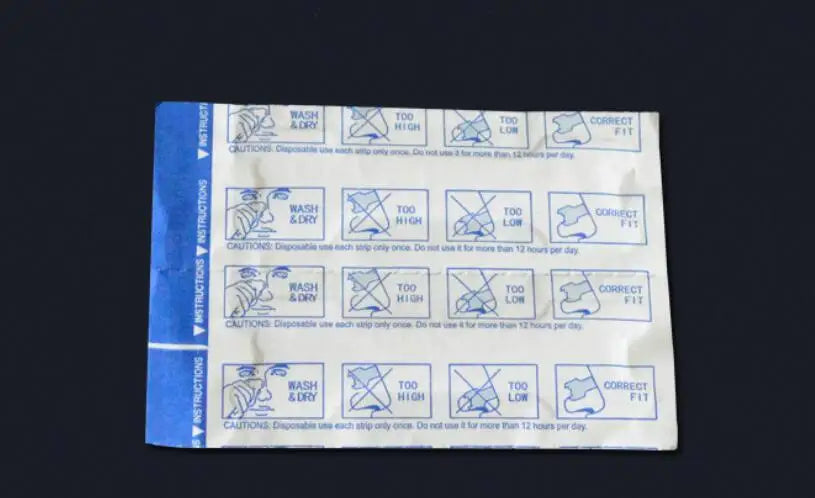 INSTRUCTI
WASH & DRY
TOO HIGH
TOO LOW
CORRECT FIT
CAUTIONS: Disposable use each strip only once. Do not use it for more than 12 hours per day.
INSTRUCTIONS
WASH & DRY
TOO HIGH
TOO LOW
CORRECT FIT
CAUTIONS: Disposable use each strip only once. Do not use it for more than 12 hours per day.
INSTRUCTIONS
WASH & DRY
TOO HIGH
TOO LOW
CORRECT FIT
CAUTIONS: Disposable use each strip only once. Do not use it for more than 12 hours per day.
INSTRUCTIONS
WASH & DRY
TOO HIGH
TOO LOW
CORRECT FIT
CAUTIONS: Disposable use each strip only once. Do not use it for more than 12 hours per day.
S